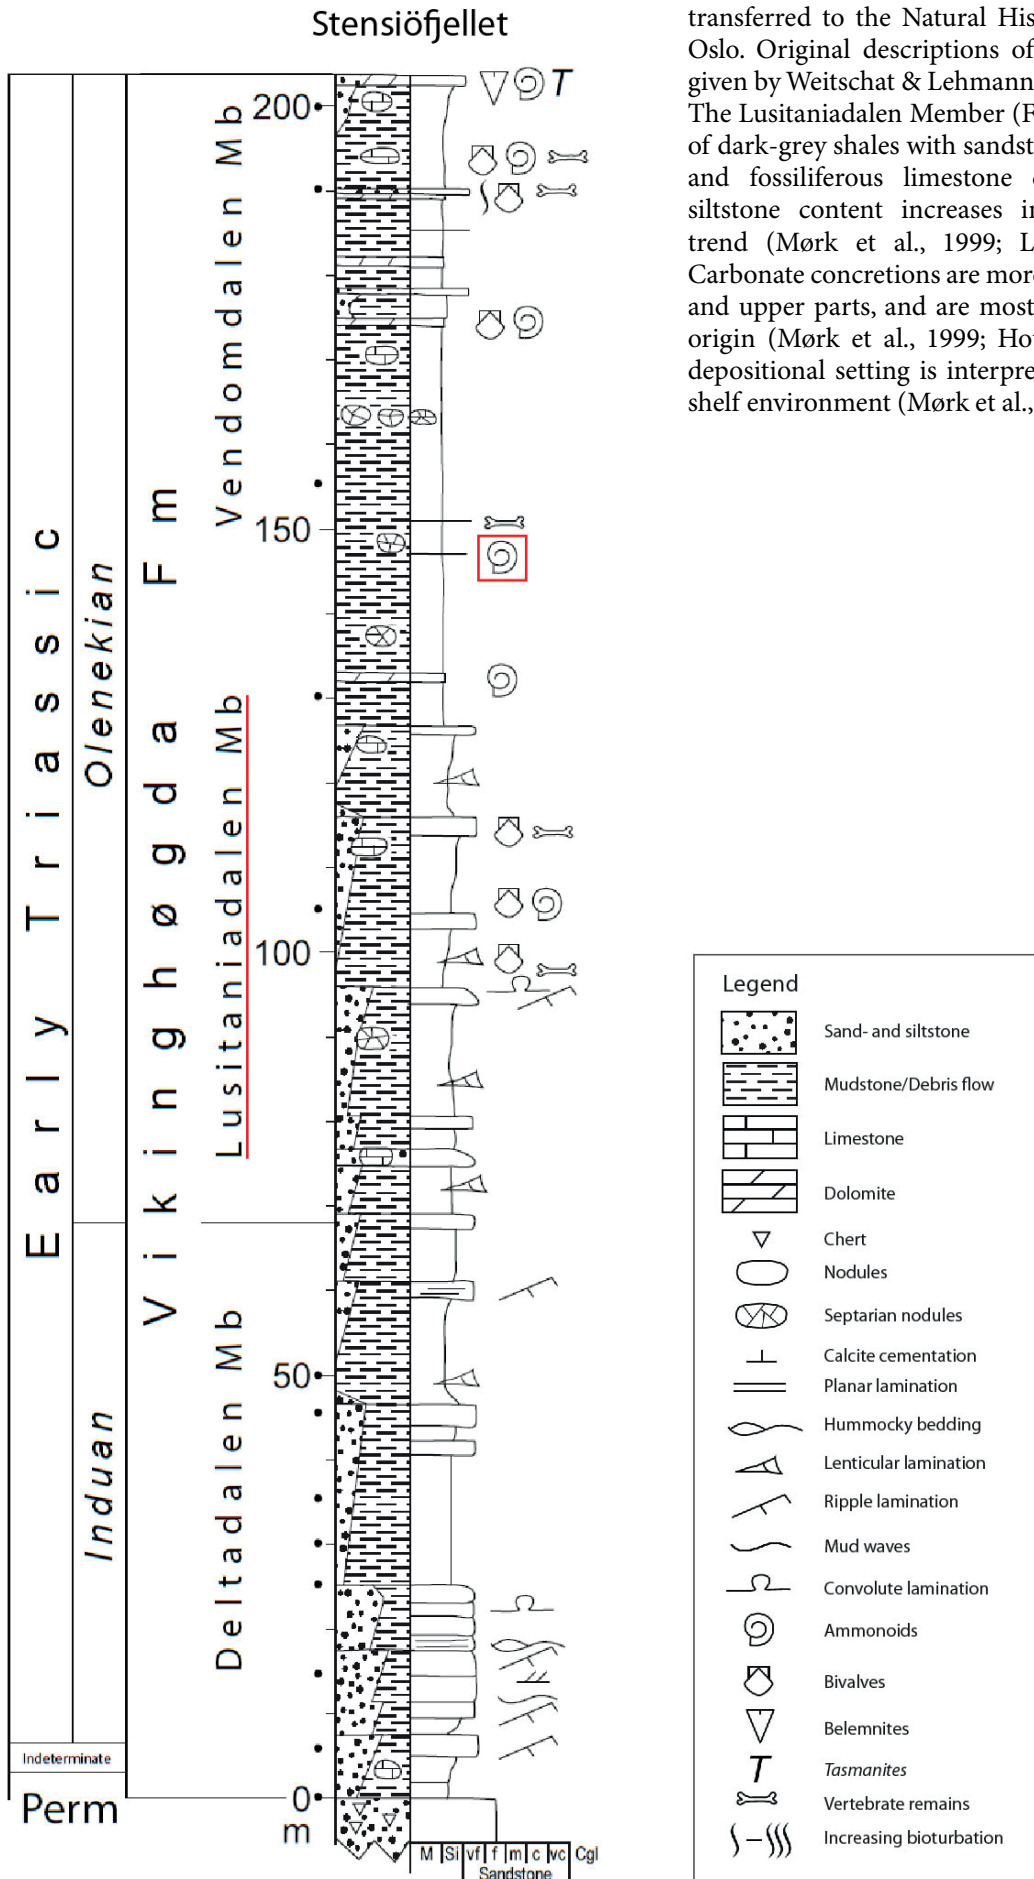 Stensiöfjellet
transferred to the Natural His
Oslo. Original descriptions of
given by Weitschat & Lehmann
The Lusitaniadalen Member (F
of dark-grey shales with sandst
and fossiliferous limestone
siltstone content increases in
trend (Mørk et al., 1999; L
Carbonate concretions are mor
and upper parts, and are most
origin (Mørk et al., 1999; Ho
depositional setting is interpre
shelf environment (Mørk et al.,
Early Triassic
Olenekian
Induan
Indeterminate
Perm
Vikinghøgda Fm
Vendomdalen Mb
Lusitaniadalen Mb
Deltadalen Mb
200
150
100
50
0
m
T
M Si vf f m c vc Cgl
Sandstone
Legend
Sand- and siltstone
Mudstone/Debris flow
Limestone
Dolomite
Chert
Nodules
Septarian nodules
Calcite cementation
Planar lamination
Hummocky bedding
Lenticular lamination
Ripple lamination
Mud waves
Convolute lamination
Ammonoids
Bivalves
Belemnites
T Tasmanites
Vertebrate remains
Increasing bioturbation